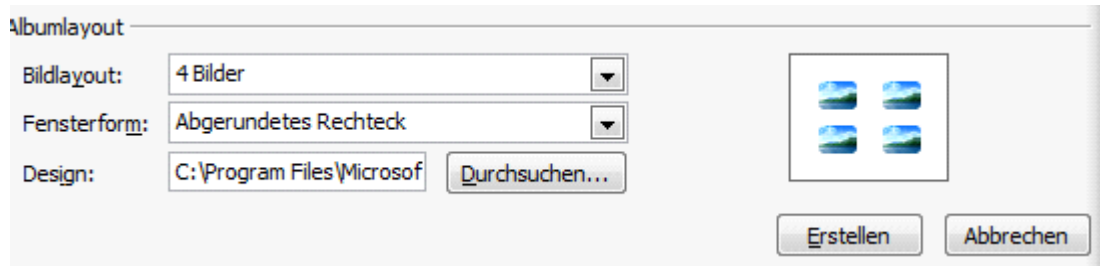 Albumlayout
Bildlayout: 4 Bilder
Fensterform: Abgerundetes Rechteck
Design: C:\Program Files\Microsof Durchsuchen...
Erstellen Abbrechen